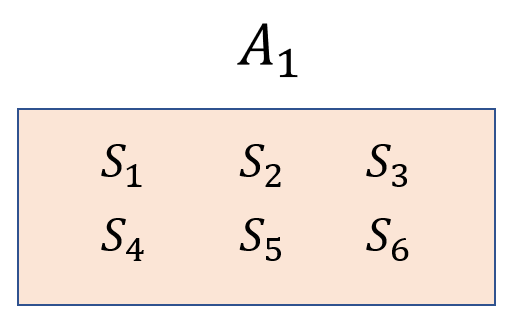 A₁
S₁ S₂ S₃
S₄ S₅ S₆